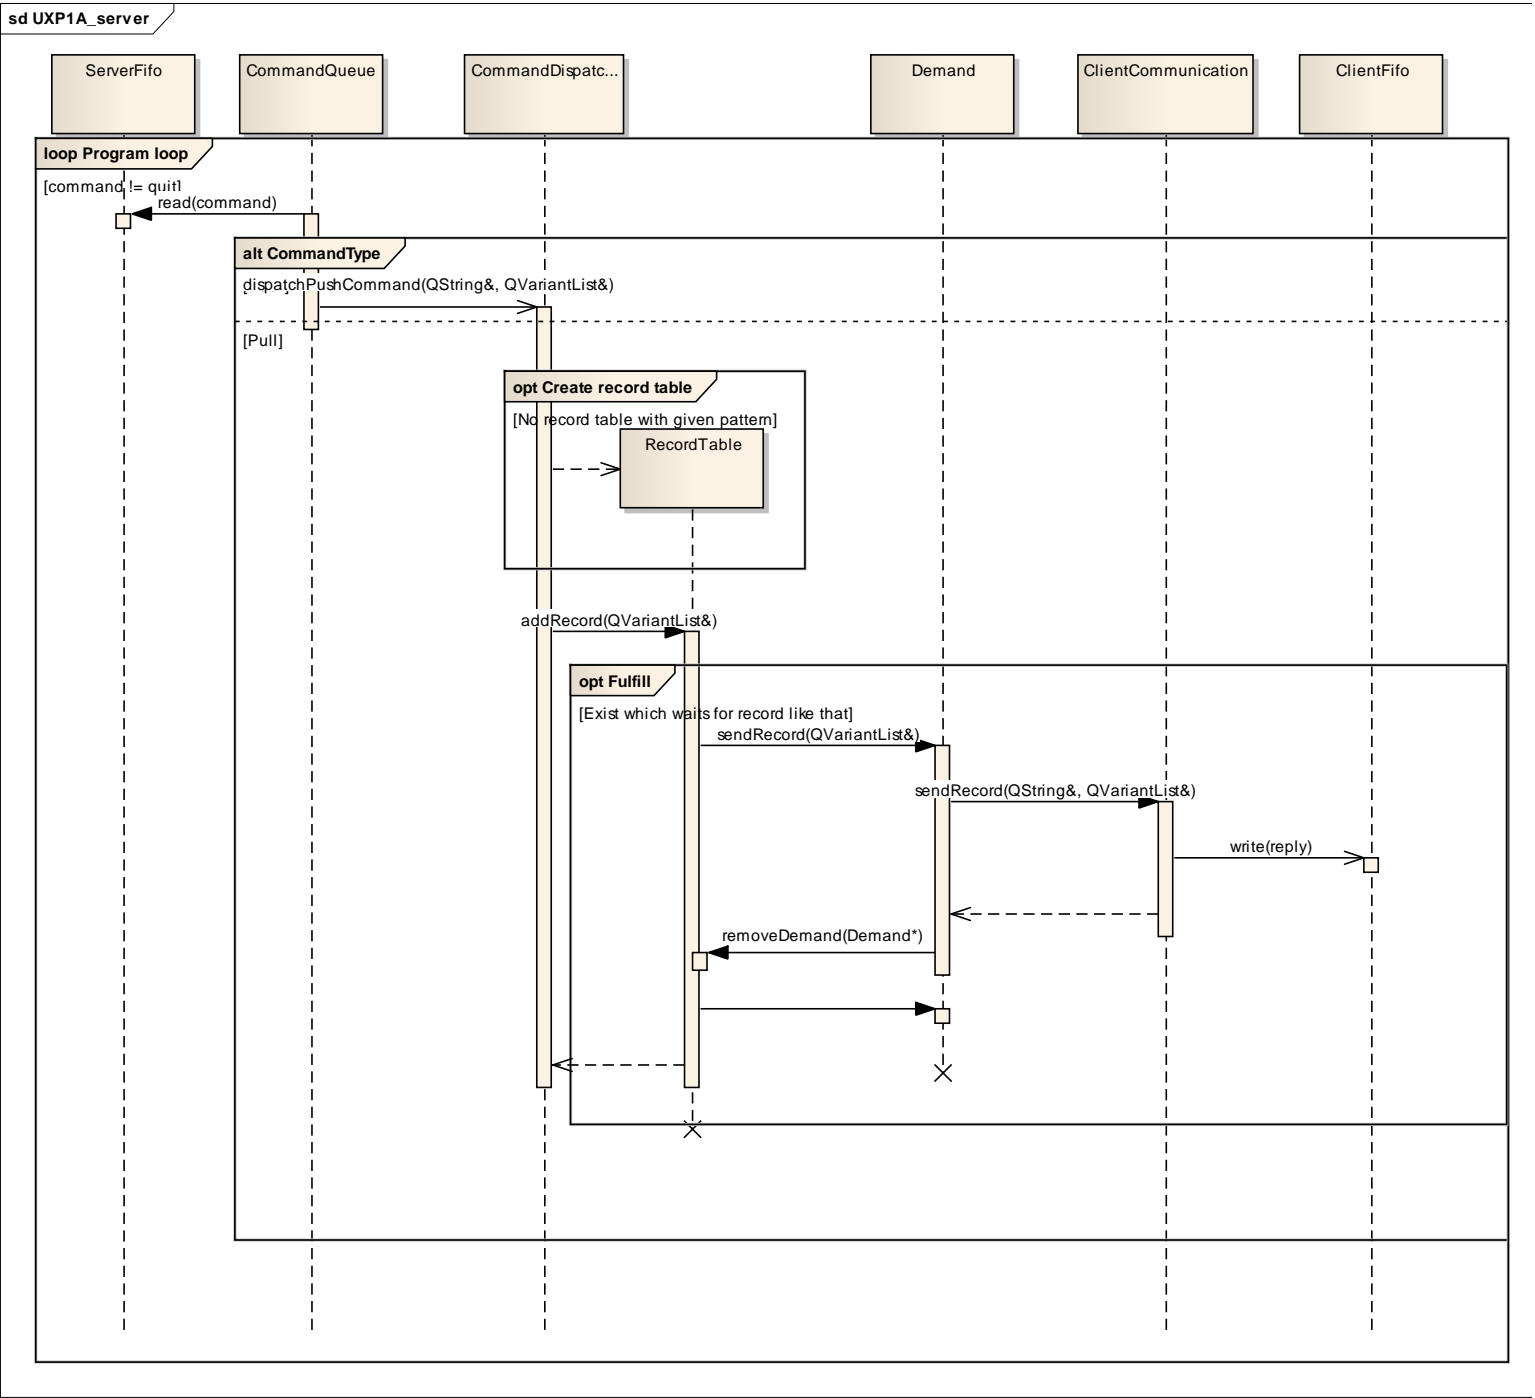 sd UXP1A_server
ServerFifo
CommandQueue
CommandDispatc...
Demand
ClientCommunication
ClientFifo
loop Program loop
[command != quit]
read(command)
alt CommandType
dispatchPushCommand(QString&, QVariantList&)
[Pull]
opt Create record table
[No record table with given pattern]
RecordTable
addRecord(QVariantList&)
opt Fulfill
[Exist which waits for record like that]
sendRecord(QVariantList&)
sendRecord(QString&, QVariantList&)
write(reply)
removeDemand(Demand*)